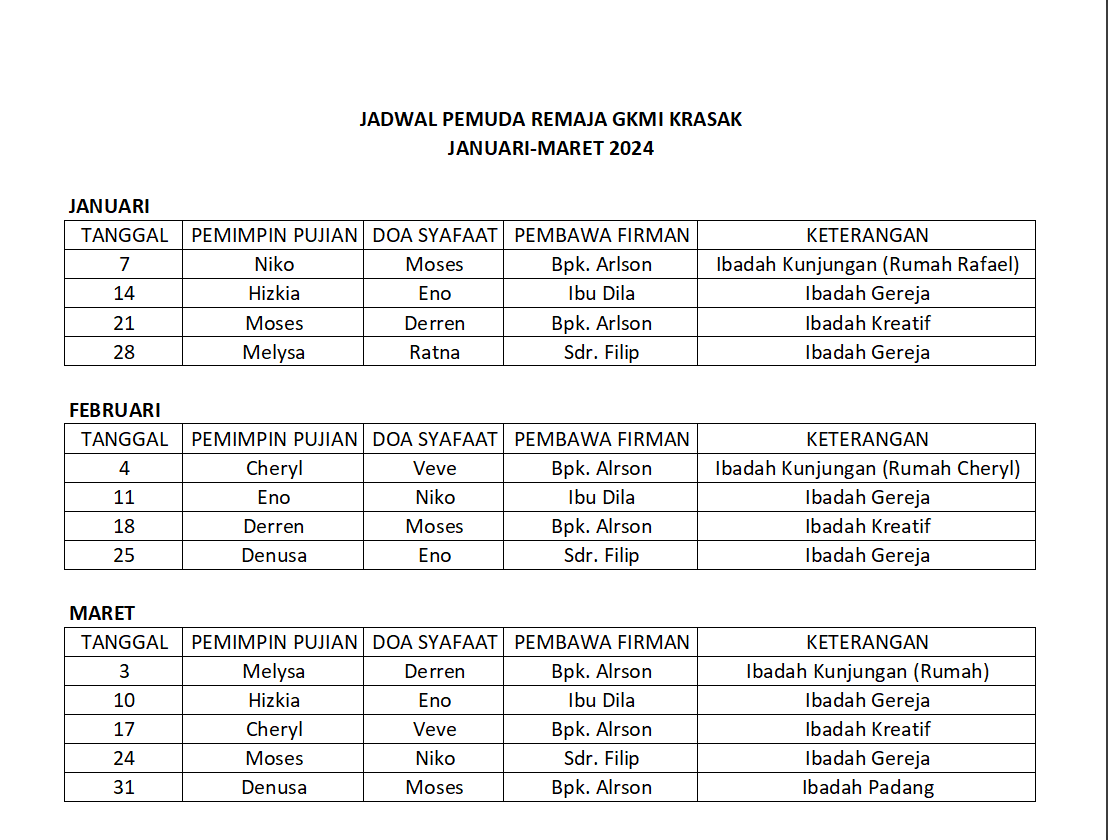 JADWAL PEMUDA REMAJA GKMI KRASAK
JANUARI-MARET 2024
JANUARI
TANGGAL PEMIMPIN PUJIAN DOA SYAFAAT PEMBAWA FIRMAN KETERANGAN
7 Niko Moses Bpk. Arlson Ibadah Kunjungan (Rumah Rafael)
14 Hizkia Eno Ibu Dila Ibadah Gereja
21 Moses Derren Bpk. Arlson Ibadah Kreatif
28 Melysa Ratna Sdr. Filip Ibadah Gereja
FEBRUARI
TANGGAL PEMIMPIN PUJIAN DOA SYAFAAT PEMBAWA FIRMAN KETERANGAN
4 Cheryl Veve Bpk. Alrson Ibadah Kunjungan (Rumah Cheryl)
11 Eno Niko Ibu Dila Ibadah Gereja
18 Derren Moses Bpk. Alrson Ibadah Kreatif
25 Denusa Eno Sdr. Filip Ibadah Gereja
MARET
TANGGAL PEMIMPIN PUJIAN DOA SYAFAAT PEMBAWA FIRMAN KETERANGAN
3 Melysa Derren Bpk. Alrson Ibadah Kunjungan (Rumah)
10 Hizkia Eno Ibu Dila Ibadah Gereja
17 Cheryl Veve Bpk. Alrson Ibadah Kreatif
24 Moses Niko Sdr. Filip Ibadah Gereja
31 Denusa Moses Bpk. Alrson Ibadah Padang